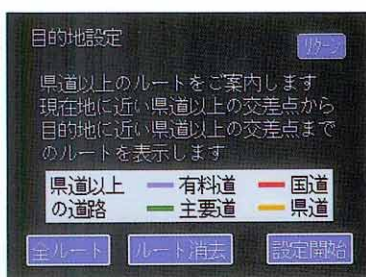 目的地設定
リターン
県道以上のルートをご案内します
現在地に近い県道以上の交差点から
目的地に近い県道以上の交差点まで
のルートを表示します
県道以上 有料道 国道
の道路 主要道 県道
全ルート ルート消去 設定開始